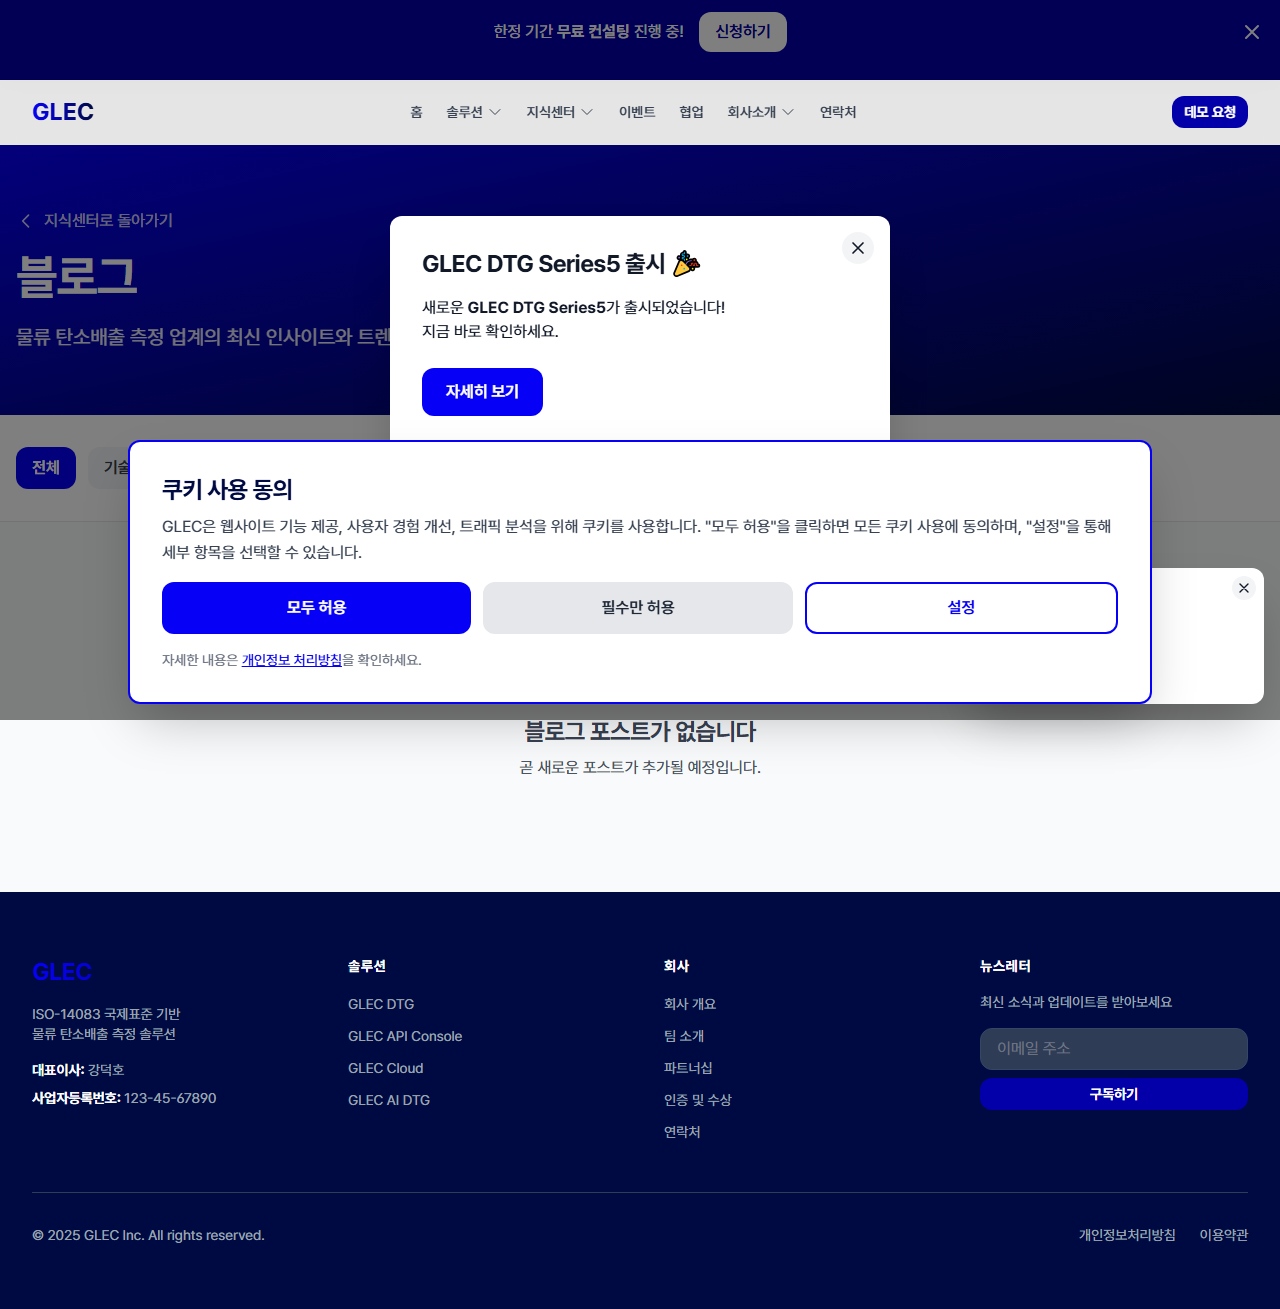 한정 기간 무료 컨설팅 진행 중!
신청하기
GLEC
홈
솔루션
지식센터
이벤트
협업
회사소개
연락처
데모 요청
지식센터로 돌아가기
블로그
물류 탄소배출 측정 업계의 최신 인사이트와
GLEC DTG Series5 출시
새로운 GLEC DTG Series5가 출시되었습니다!
지금 바로 확인하세요.
자세히 보기
전체
쿠키 사용 동의
GLEC은 웹사이트 기능 제공, 사용자 경험 개선, 트래픽 분석을 위해 쿠키를 사용합니다. "모두 허용"을 클릭하면 모든 쿠키 사용에 동의하며, "설정"을 통해
세부 항목을 선택할 수 있습니다.
모두 허용
필수만 허용
설정
자세한 내용은 개인정보 처리방침을 확인하세요.
블로그 포스트가 없습니다
곧 새로운 포스트가 추가될 예정입니다.
GLEC
ISO-14083 국제표준 기반
물류 탄소배출 측정 솔루션
대표이사: 강덕호
사업자등록번호: 123-45-67890
솔루션
GLEC DTG
GLEC API Console
GLEC Cloud
GLEC AI DTG
회사
회사 개요
팀 소개
파트너십
인증 및 수상
연락처
뉴스레터
최신 소식과 업데이트를 받아보세요
이메일 주소
구독하기
© 2025 GLEC Inc. All rights reserved.
개인정보처리방침
이용약관